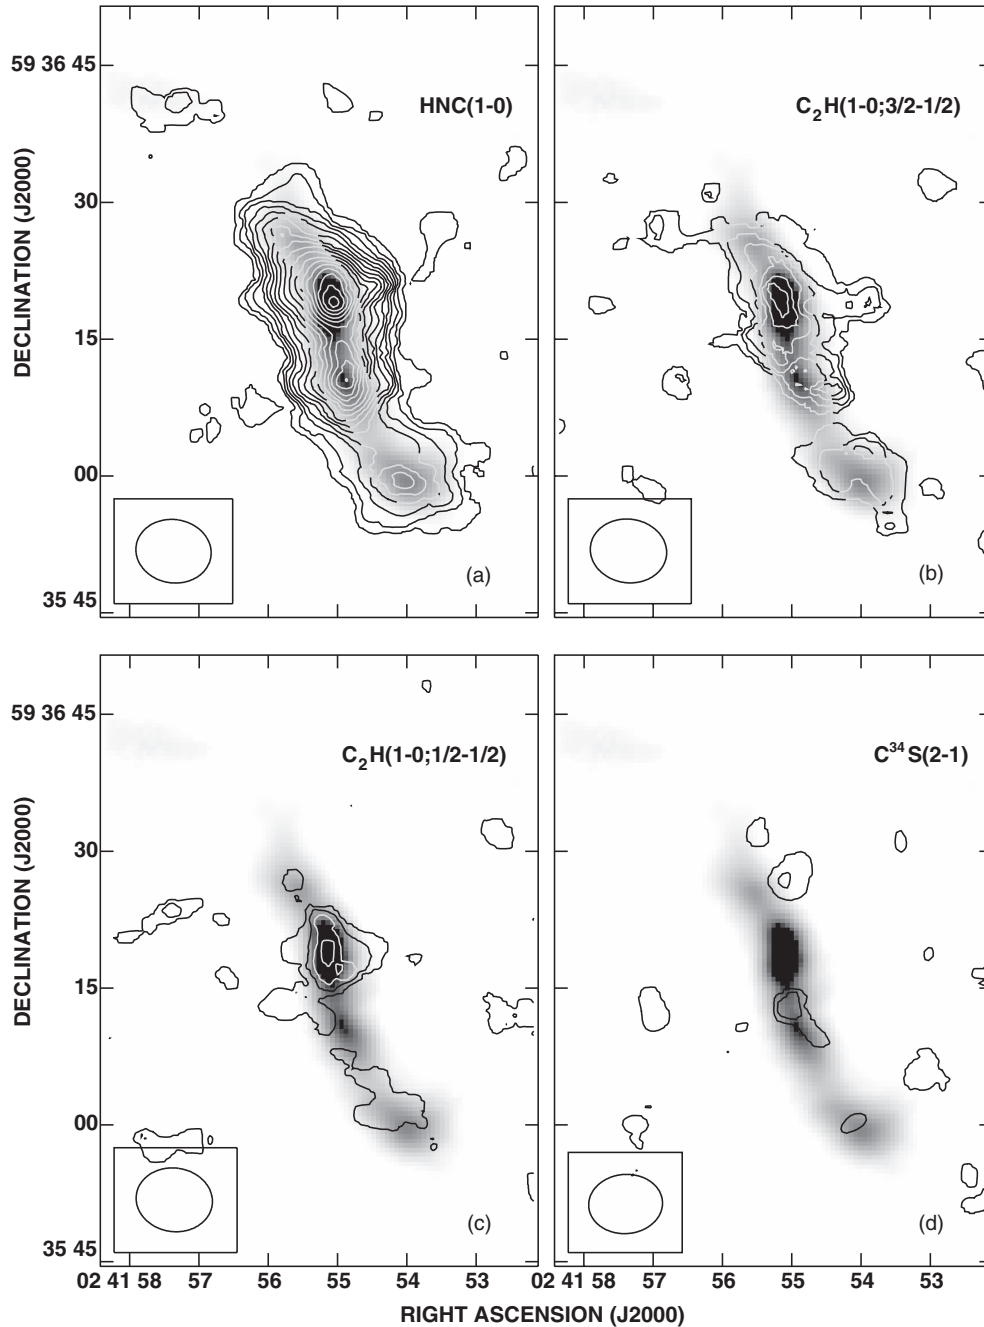 59 36 45
HNC(1-0)
C2H(1-0;3/2-1/2)
30
15
00
35 45
DECLINATION (J2000)
(a)
(b)
59 36 45
C2H(1-0;1/2-1/2)
C34S(2-1)
30
15
00
35 45
DECLINATION (J2000)
(c)
(d)
02 41 58 57 56 55 54 53 02 41 58 57 56 55 54 53
RIGHT ASCENSION (J2000)